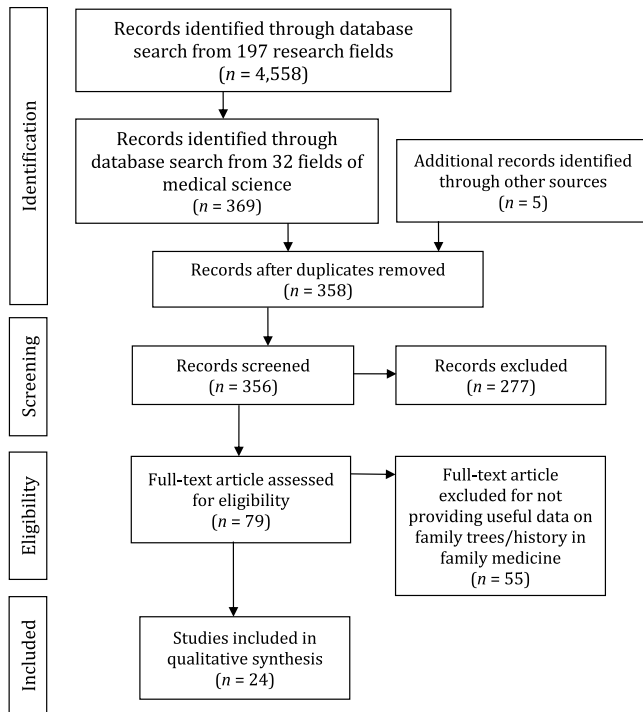 Identification
Records identified through database
search from 197 research fields
(n = 4,558)
Records identified through
database search from 32 fields of
medical science
(n = 369)
Additional records identified
through other sources
(n = 5)
Records after duplicates removed
(n = 358)
Screening
Records screened
(n = 356)
Records excluded
(n = 277)
Eligibility
Full-text article assessed
for eligibility
(n = 79)
Full-text article
excluded for not
providing useful data on
family trees/history in
family medicine
(n = 55)
Included
Studies included in
qualitative synthesis
(n = 24)